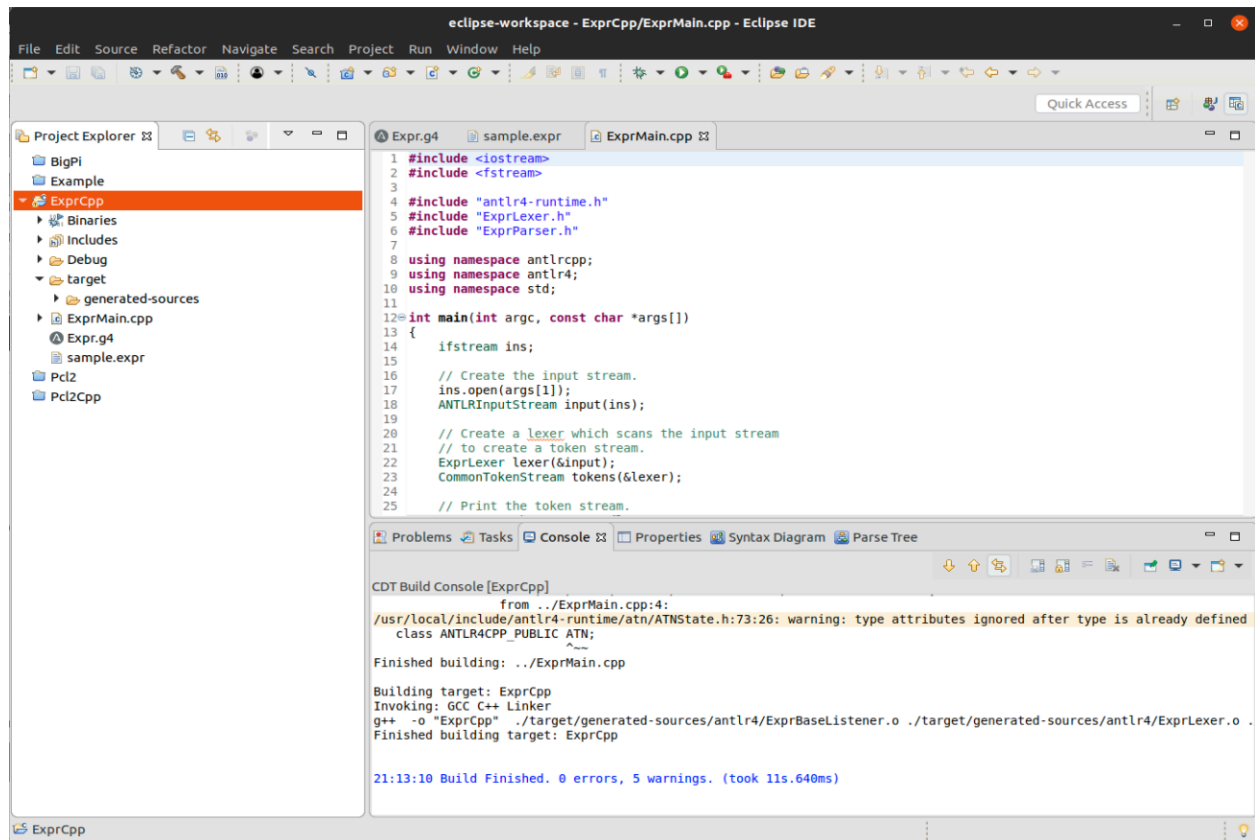 eclipse-workspace - ExprCpp/ExprMain.cpp - Eclipse IDE
File Edit Source Refactor Navigate Search Project Run Window Help
Quick Access
Project Explorer
BigPi
Example
ExprCpp
Binaries
Includes
Debug
target
generated-sources
ExprMain.cpp
Expr.g4
sample.expr
Pcl2
Pcl2Cpp
Expr.g4 sample.expr ExprMain.cpp
1 #include <iostream>
2 #include <fstream>
3
4 #include "antlr4-runtime.h"
5 #include "ExprLexer.h"
6 #include "ExprParser.h"
7
8 using namespace antlrcpp;
9 using namespace antlr4;
10 using namespace std;
11
12 int main(int argc, const char *args[])
13 {
14 ifstream ins;
15
16 // Create the input stream.
17 ins.open(args[1]);
18 ANTLRInputStream input(ins);
19
20 // Create a lexer which scans the input stream
21 // to create a token stream.
22 ExprLexer lexer(&input);
23 CommonTokenStream tokens(&lexer);
24
25 // Print the token stream.
Problems Tasks Console Properties Syntax Diagram Parse Tree
CDT Build Console [ExprCpp]
from ../ExprMain.cpp:4:
/usr/local/include/antlr4-runtime/atn/ATNState.h:73:26: warning: type attributes ignored after type is already defined
class ANTLR4CPP_PUBLIC ATN;
^~~
Finished building: ../ExprMain.cpp
Building target: ExprCpp
Invoking: GCC C++ Linker
g++ -o "ExprCpp" ./target/generated-sources/antlr4/ExprBaseListener.o ./target/generated-sources/antlr4/ExprLexer.o .
Finished building target: ExprCpp
21:13:10 Build Finished. 0 errors, 5 warnings. (took 11s.640ms)
ExprCpp